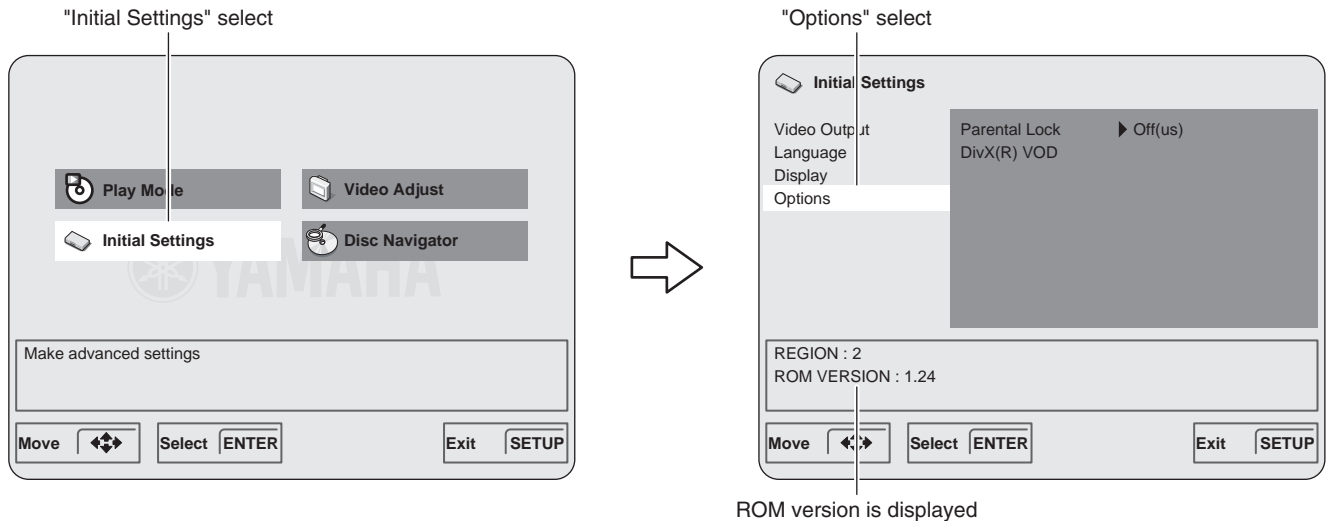 "Initial Settings" select
Play Mode
Video Adjust
Initial Settings
Disc Navigator
YAMAHA
Make advanced settings
Move
Select ENTER
Exit SETUP
"Options" select
Initial Settings
Video Output
Language
Display
Options
Parental Lock Off(us)
DivX(R) VOD
REGION : 2
ROM VERSION : 1.24
Move
Select ENTER
Exit SETUP
ROM version is displayed